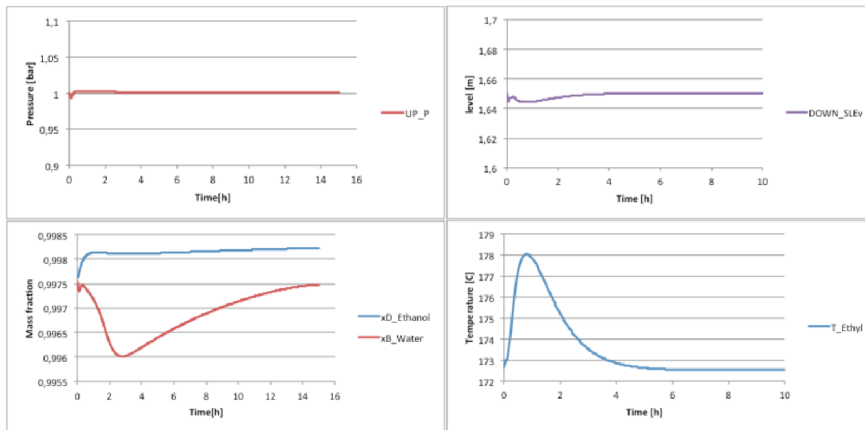 1,1
1,05
1
0,95
0,9
Pressure [bar]
0 2 4 6 8 10 12 14 16
Time[h]
UP_P
1,7
1,68
1,66
1,64
1,62
1,6
level [m]
0 2 4 6 8 10
Time [h]
DOWN_SLEv
0,9985
0,998
0,9975
0,997
0,9965
0,996
0,9955
Mass fraction
0 2 4 6 8 10 12 14 16
Time[h]
xD_Ethanol
xB_Water
179
178
177
176
175
174
173
172
Temperature [C]
0 2 4 6 8 10
Time [h]
T_Ethyl